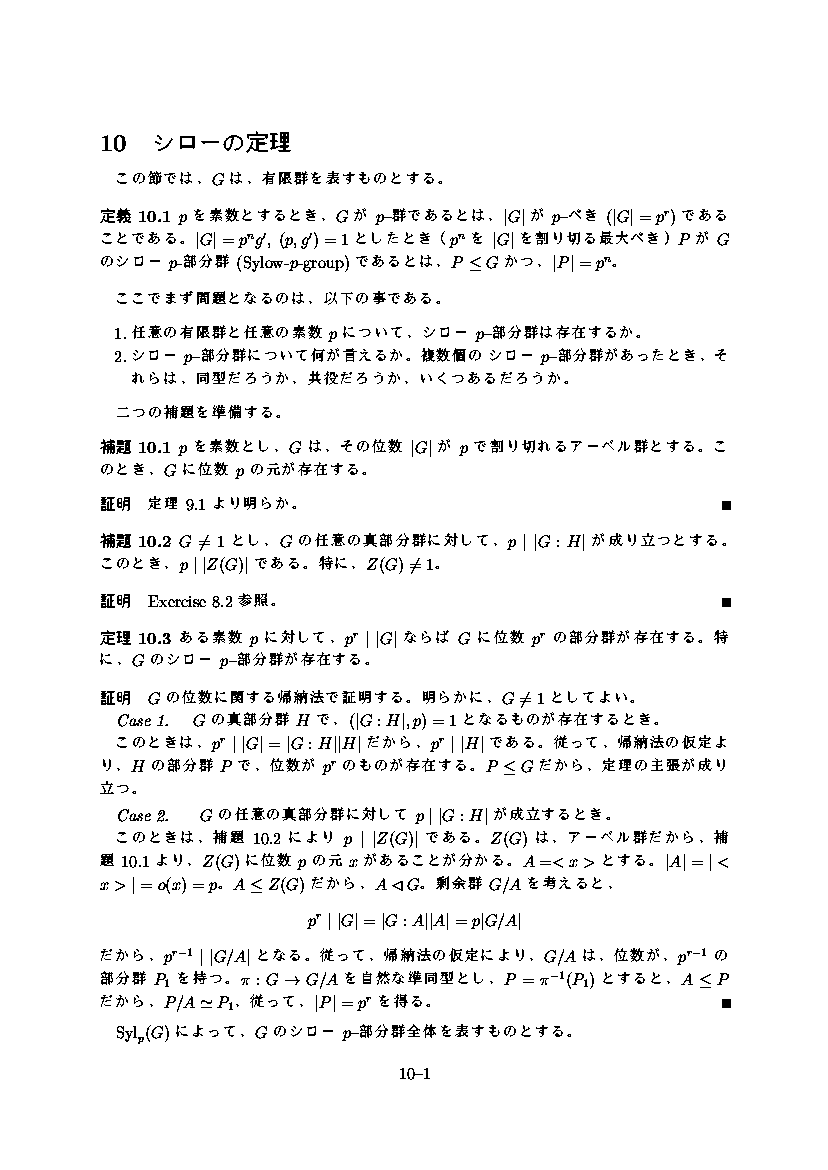 10 シローの定理
この節では、G は、有限群を表すものとする。
定義 10.1 p を素数とするとき、G が p–群であるとは、|G| が p–べき (|G| = p^r) である
ことである。|G| = p^n g′, (p, g′) = 1 としたとき（p^n を |G| を割り切る最大べき）P が G
のシロー p-部分群 (Sylow-p-group) であるとは、P ≤ G かつ、|P| = p^n。
ここでまず問題となるのは、以下の事である。
1. 任意の有限群と任意の素数 p について、シロー p–部分群は存在するか。
2. シロー p–部分群について何が言えるか。複数個の シロー p–部分群があったとき、そ
れらは、同型だろうか、共役だろうか、いくつあるだろうか。
二つの補題を準備する。
補題 10.1 p を素数とし、G は、その位数 |G| が p で割り切れるアーベル群とする。こ
のとき、G に位数 p の元が存在する。
証明 定理 9.1 より明らか。 ■
補題 10.2 G ≠ 1 とし、G の任意の真部分群に対して、p | |G : H| が成り立つとする。
このとき、p | |Z(G)| である。特に、Z(G) ≠ 1。
証明 Exercise 8.2 参照。 ■
定理 10.3 ある素数 p に対して、p^r | |G| ならば G に位数 p^r の部分群が存在する。特
に、G のシロー p–部分群が存在する。
証明 G の位数に関する帰納法で証明する。明らかに、G ≠ 1 としてよい。
Case 1. G の真部分群 H で、(|G : H|, p) = 1 となるものが存在するとき。
このときは、p^r | |G| = |G : H||H| だから、p^r | |H| である。従って、帰納法の仮定よ
り、H の部分群 P で、位数が p^r のものが存在する。P ≤ G だから、定理の主張が成り
立つ。
Case 2. G の任意の真部分群に対して p | |G : H| が成立するとき。
このときは、補題 10.2 により p | |Z(G)| である。Z(G) は、アーベル群だから、補
題 10.1 より、Z(G) に位数 p の元 x があることが分かる。A =< x > とする。|A| = | <
x > | = o(x) = p。A ≤ Z(G) だから、A ◁ G。剰余群 G/A を考えると、
p^r | |G| = |G : A||A| = p|G/A|
だから、p^{r−1} | |G/A| となる。従って、帰納法の仮定により、G/A は、位数が、p^{r−1} の
部分群 P_1 を持つ。π : G → G/A を自然な準同型とし、P = π^{−1}(P_1) とすると、A ≤ P
だから、P/A ≃ P_1、従って、|P| = p^r を得る。 ■
Syl_p(G) によって、G のシロー p–部分群全体を表すものとする。
10–1